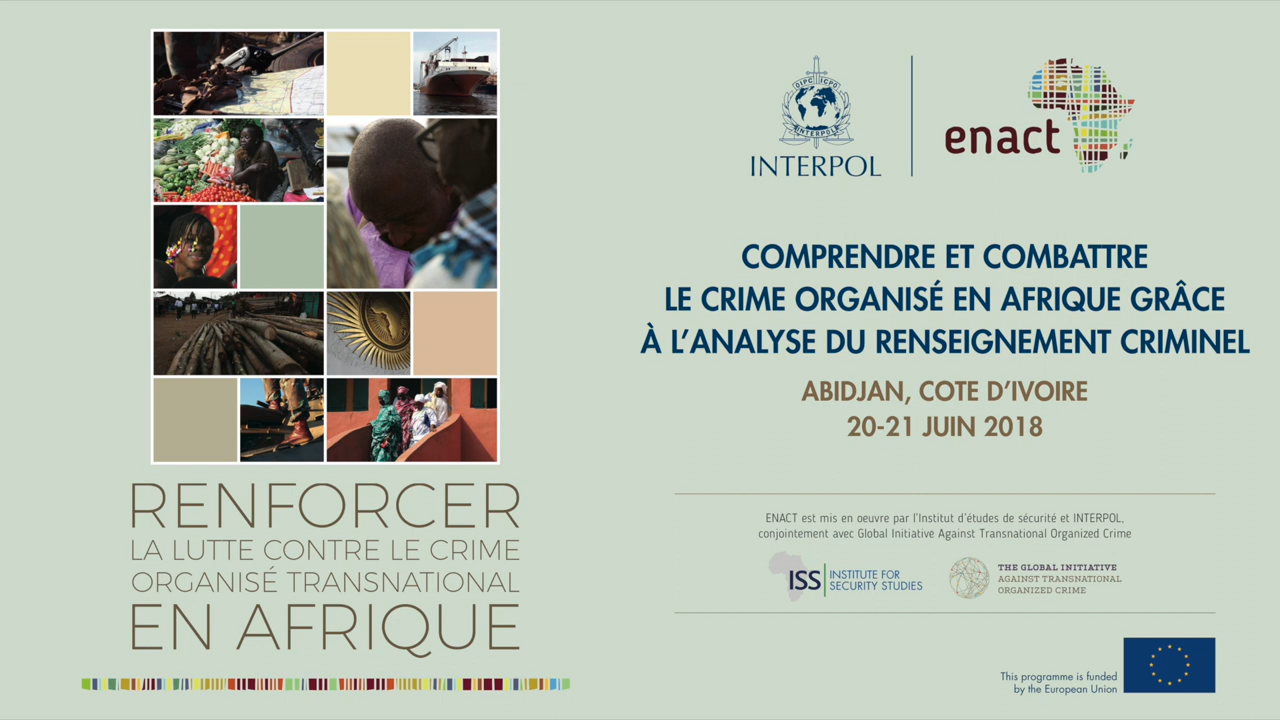 OIPC ICPO
INTERPOL
INTERPOL
enact
COMPRENDRE ET COMBATTRE
LE CRIME ORGANISÉ EN AFRIQUE GRÂCE
À L'ANALYSE DU RENSEIGNEMENT CRIMINEL
ABIDJAN, COTE D'IVOIRE
20-21 JUIN 2018
RENFORCER
LA LUTTE CONTRE LE CRIME
ORGANISÉ TRANSNATIONAL
EN AFRIQUE
ENACT est mis en oeuvre par l'Institut d'études de sécurité et INTERPOL,
conjointement avec Global Initiative Against Transnational Organized Crime
ISS
INSTITUTE FOR
SECURITY STUDIES
THE GLOBAL INITIATIVE
AGAINST TRANSNATIONAL
ORGANIZED CRIME
This programme is funded
by the European Union